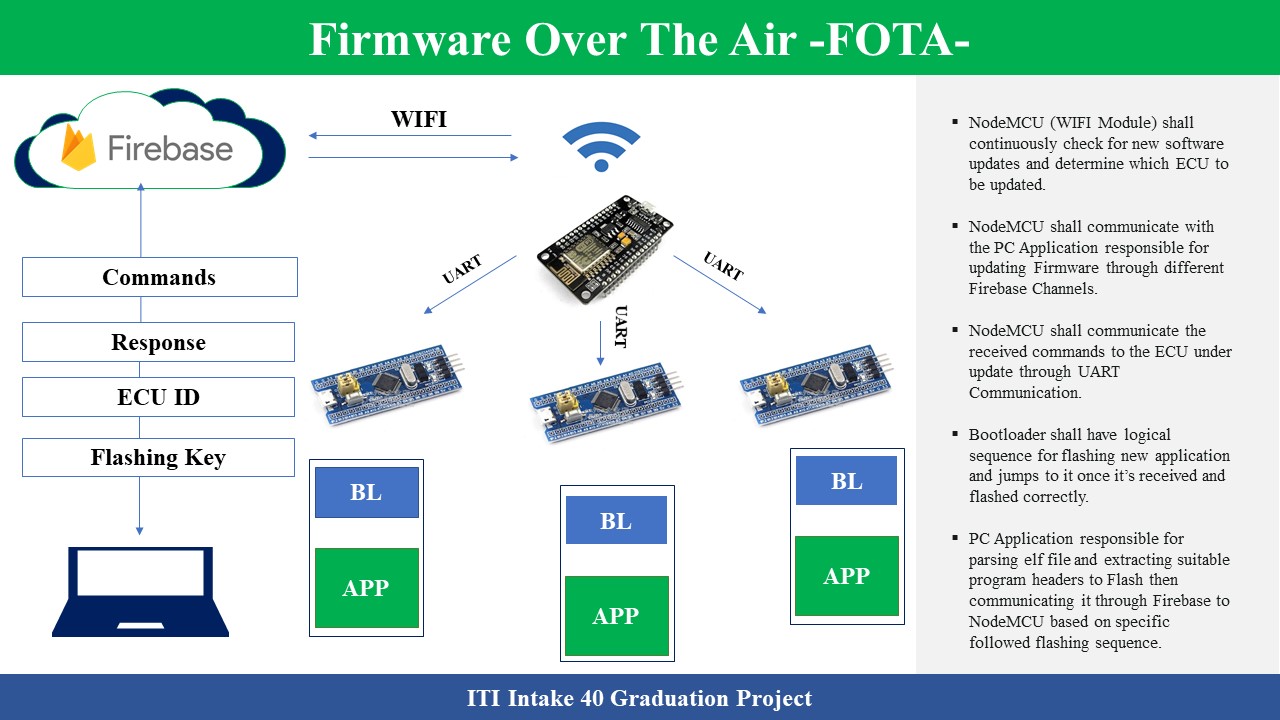 Firmware Over The Air -FOTA-
Firebase
WIFI
UART
UART
UART
Commands
Response
ECU ID
Flashing Key
BL
APP
BL
APP
BL
APP
▪ NodeMCU (WIFI Module) shall
continuously check for new software
updates and determine which ECU to
be updated.
▪ NodeMCU shall communicate with
the PC Application responsible for
updating Firmware through different
Firebase Channels.
▪ NodeMCU shall communicate the
received commands to the ECU under
update through UART
Communication.
▪ Bootloader shall have logical
sequence for flashing new application
and jumps to it once it’s received and
flashed correctly.
▪ PC Application responsible for
parsing elf file and extracting suitable
program headers to Flash then
communicating it through Firebase to
NodeMCU based on specific
followed flashing sequence.
ITI Intake 40 Graduation Project